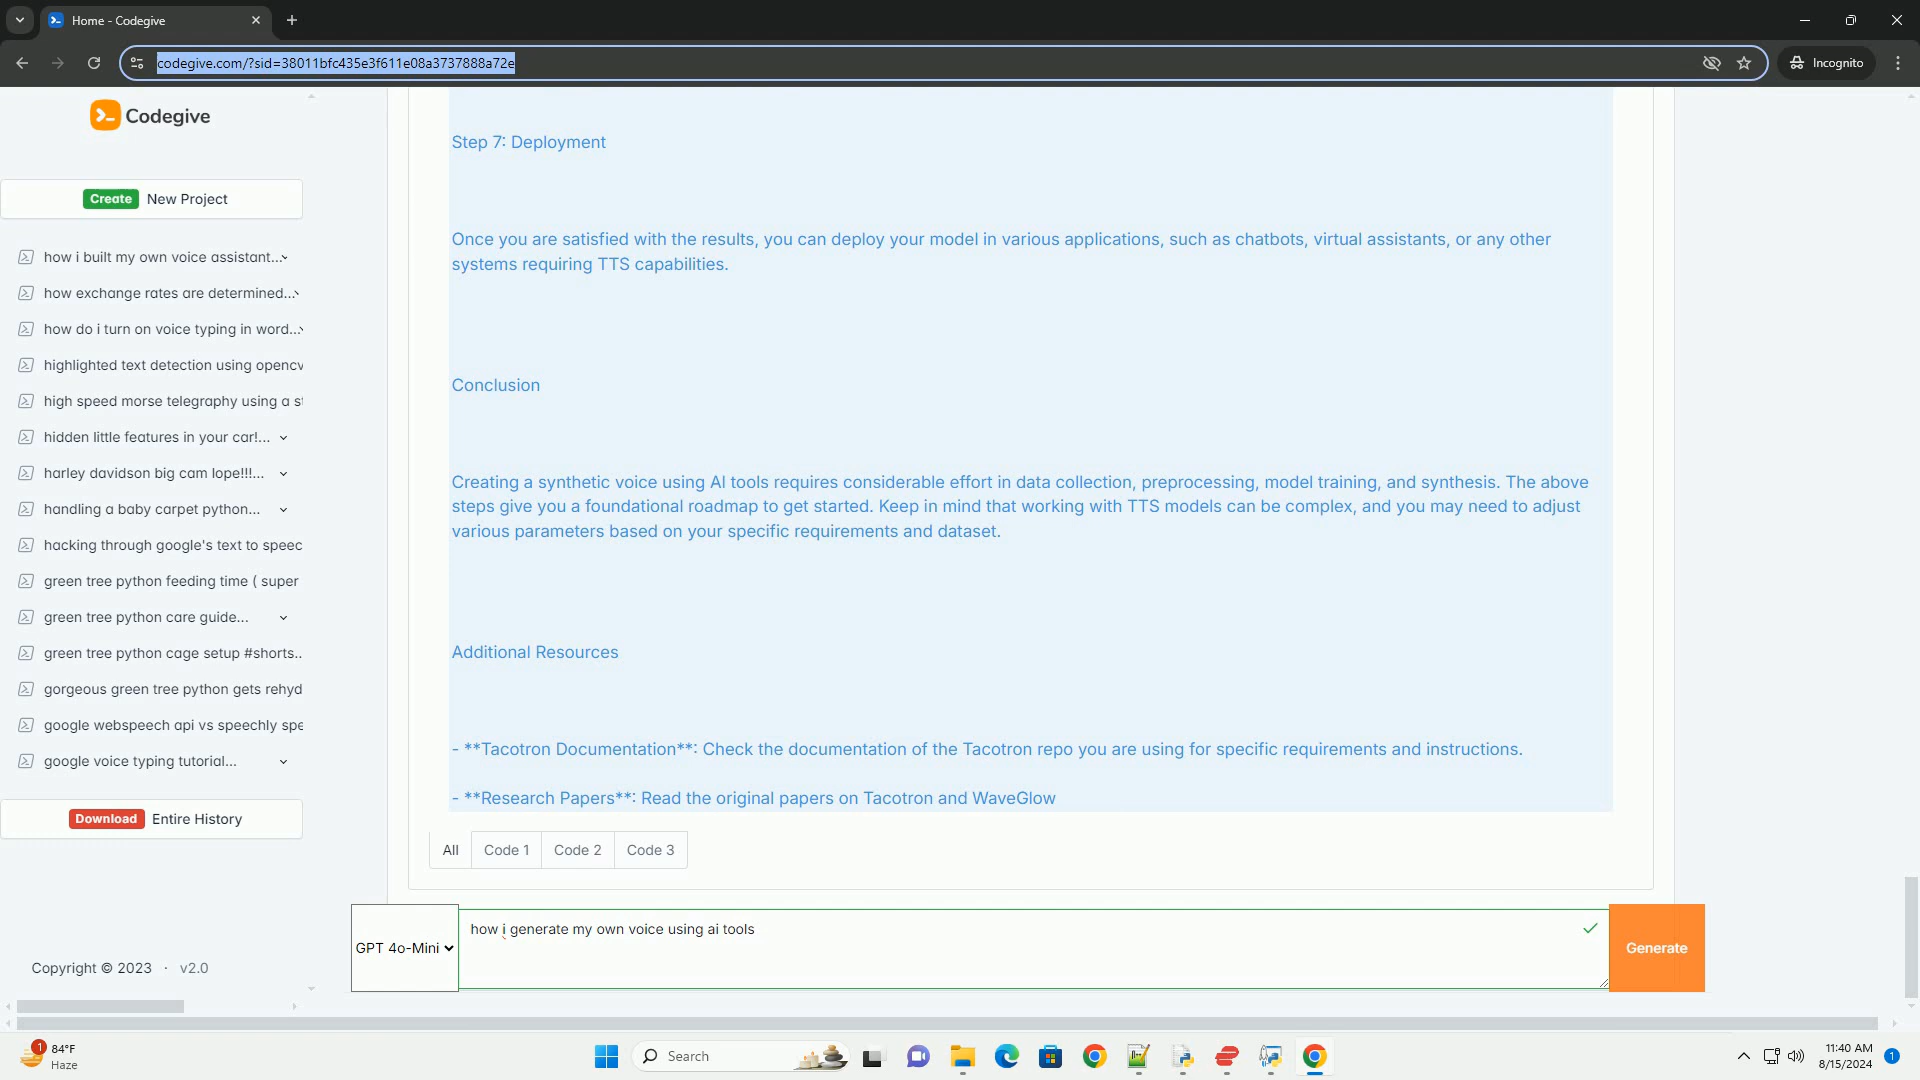 Home - Codegive
codegive.com/?sid=38011bfc435e3f611e08a3737888a72e
Incognito
Codegive
Create New Project
how i built my own voice assistant...
how exchange rates are determined...
how do i turn on voice typing in word...
highlighted text detection using opencv
high speed morse telegraphy using a st
hidden little features in your car!...
harley davidson big cam lope!!!...
handling a baby carpet python...
hacking through google's text to speec
green tree python feeding time ( super
green tree python care guide...
green tree python cage setup #shorts..
gorgeous green tree python gets rehyd
google webspeech api vs speechly spe
google voice typing tutorial...
Download Entire History
Copyright © 2023 · v2.0
Step 7: Deployment
Once you are satisfied with the results, you can deploy your model in various applications, such as chatbots, virtual assistants, or any other
systems requiring TTS capabilities.
Conclusion
Creating a synthetic voice using AI tools requires considerable effort in data collection, preprocessing, model training, and synthesis. The above
steps give you a foundational roadmap to get started. Keep in mind that working with TTS models can be complex, and you may need to adjust
various parameters based on your specific requirements and dataset.
Additional Resources
- **Tacotron Documentation**: Check the documentation of the Tacotron repo you are using for specific requirements and instructions.
- **Research Papers**: Read the original papers on Tacotron and WaveGlow
All Code 1 Code 2 Code 3
GPT 4o-Mini
how i generate my own voice using ai tools
Generate
1
84°F
Haze
Search
11:40 AM
8/15/2024
1